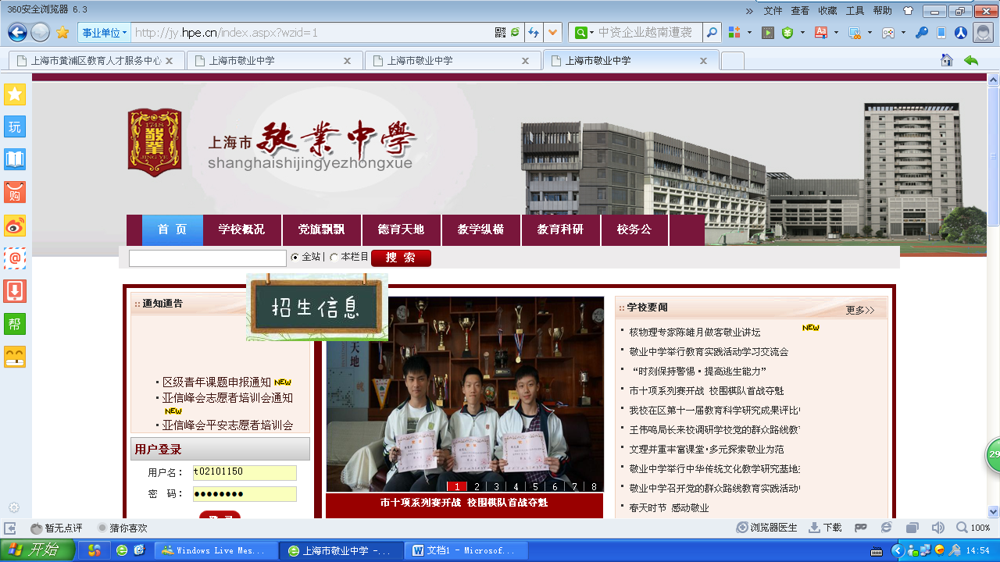 360安全浏览器 6.3
文件 查看 收藏 工具 帮助
事业单位 http://jy.hpe.cn/index.aspx?wzid=1 中资企业越南遭袭
上海市黄浦区教育人才服务中心 上海市敬业中学 上海市敬业中学 上海市敬业中学
玩
购
@
帮
1748
敬業
JING YE
上海市敬業中學
shanghaishijingyezhongxue
首 页 学校概况 党旗飘飘 德育天地 教学纵横 教育科研 校务公
全站 | 本栏目 搜 索
招生信息
通知通告
区级青年课题申报通知 NEW
亚信峰会志愿者培训会通知
NEW
亚信峰会平安志愿者培训会
用户登录
用户名： t02101150
密 码： ●●●●●●●●
登 录
天地
1 2 3 4 5 6 7 8
市十项系列赛开战 校围棋队首战夺魁
学校要闻 更多>>
核物理专家陈雄月做客敬业讲坛 NEW
敬业中学举行教育实践活动学习交流会
“时刻保持警惕·提高逃生能力”
市十项系列赛开战 校围棋队首战夺魁
我校在区第十一届教育科学研究成果评比
王伟鸣局长来校调研学校党的群众路线教
文理并重丰富课堂·多元探索敬业为范
敬业中学举行中华传统文化教学研究基地
敬业中学召开党的群众路线教育实践活动
春天时节 感动敬业
29
暂无点评 猜你喜欢 浏览器医生 下载 100%
开始 Windows Live Mes... 上海市敬业中学 -... 文档1 - Microsof... 14:54